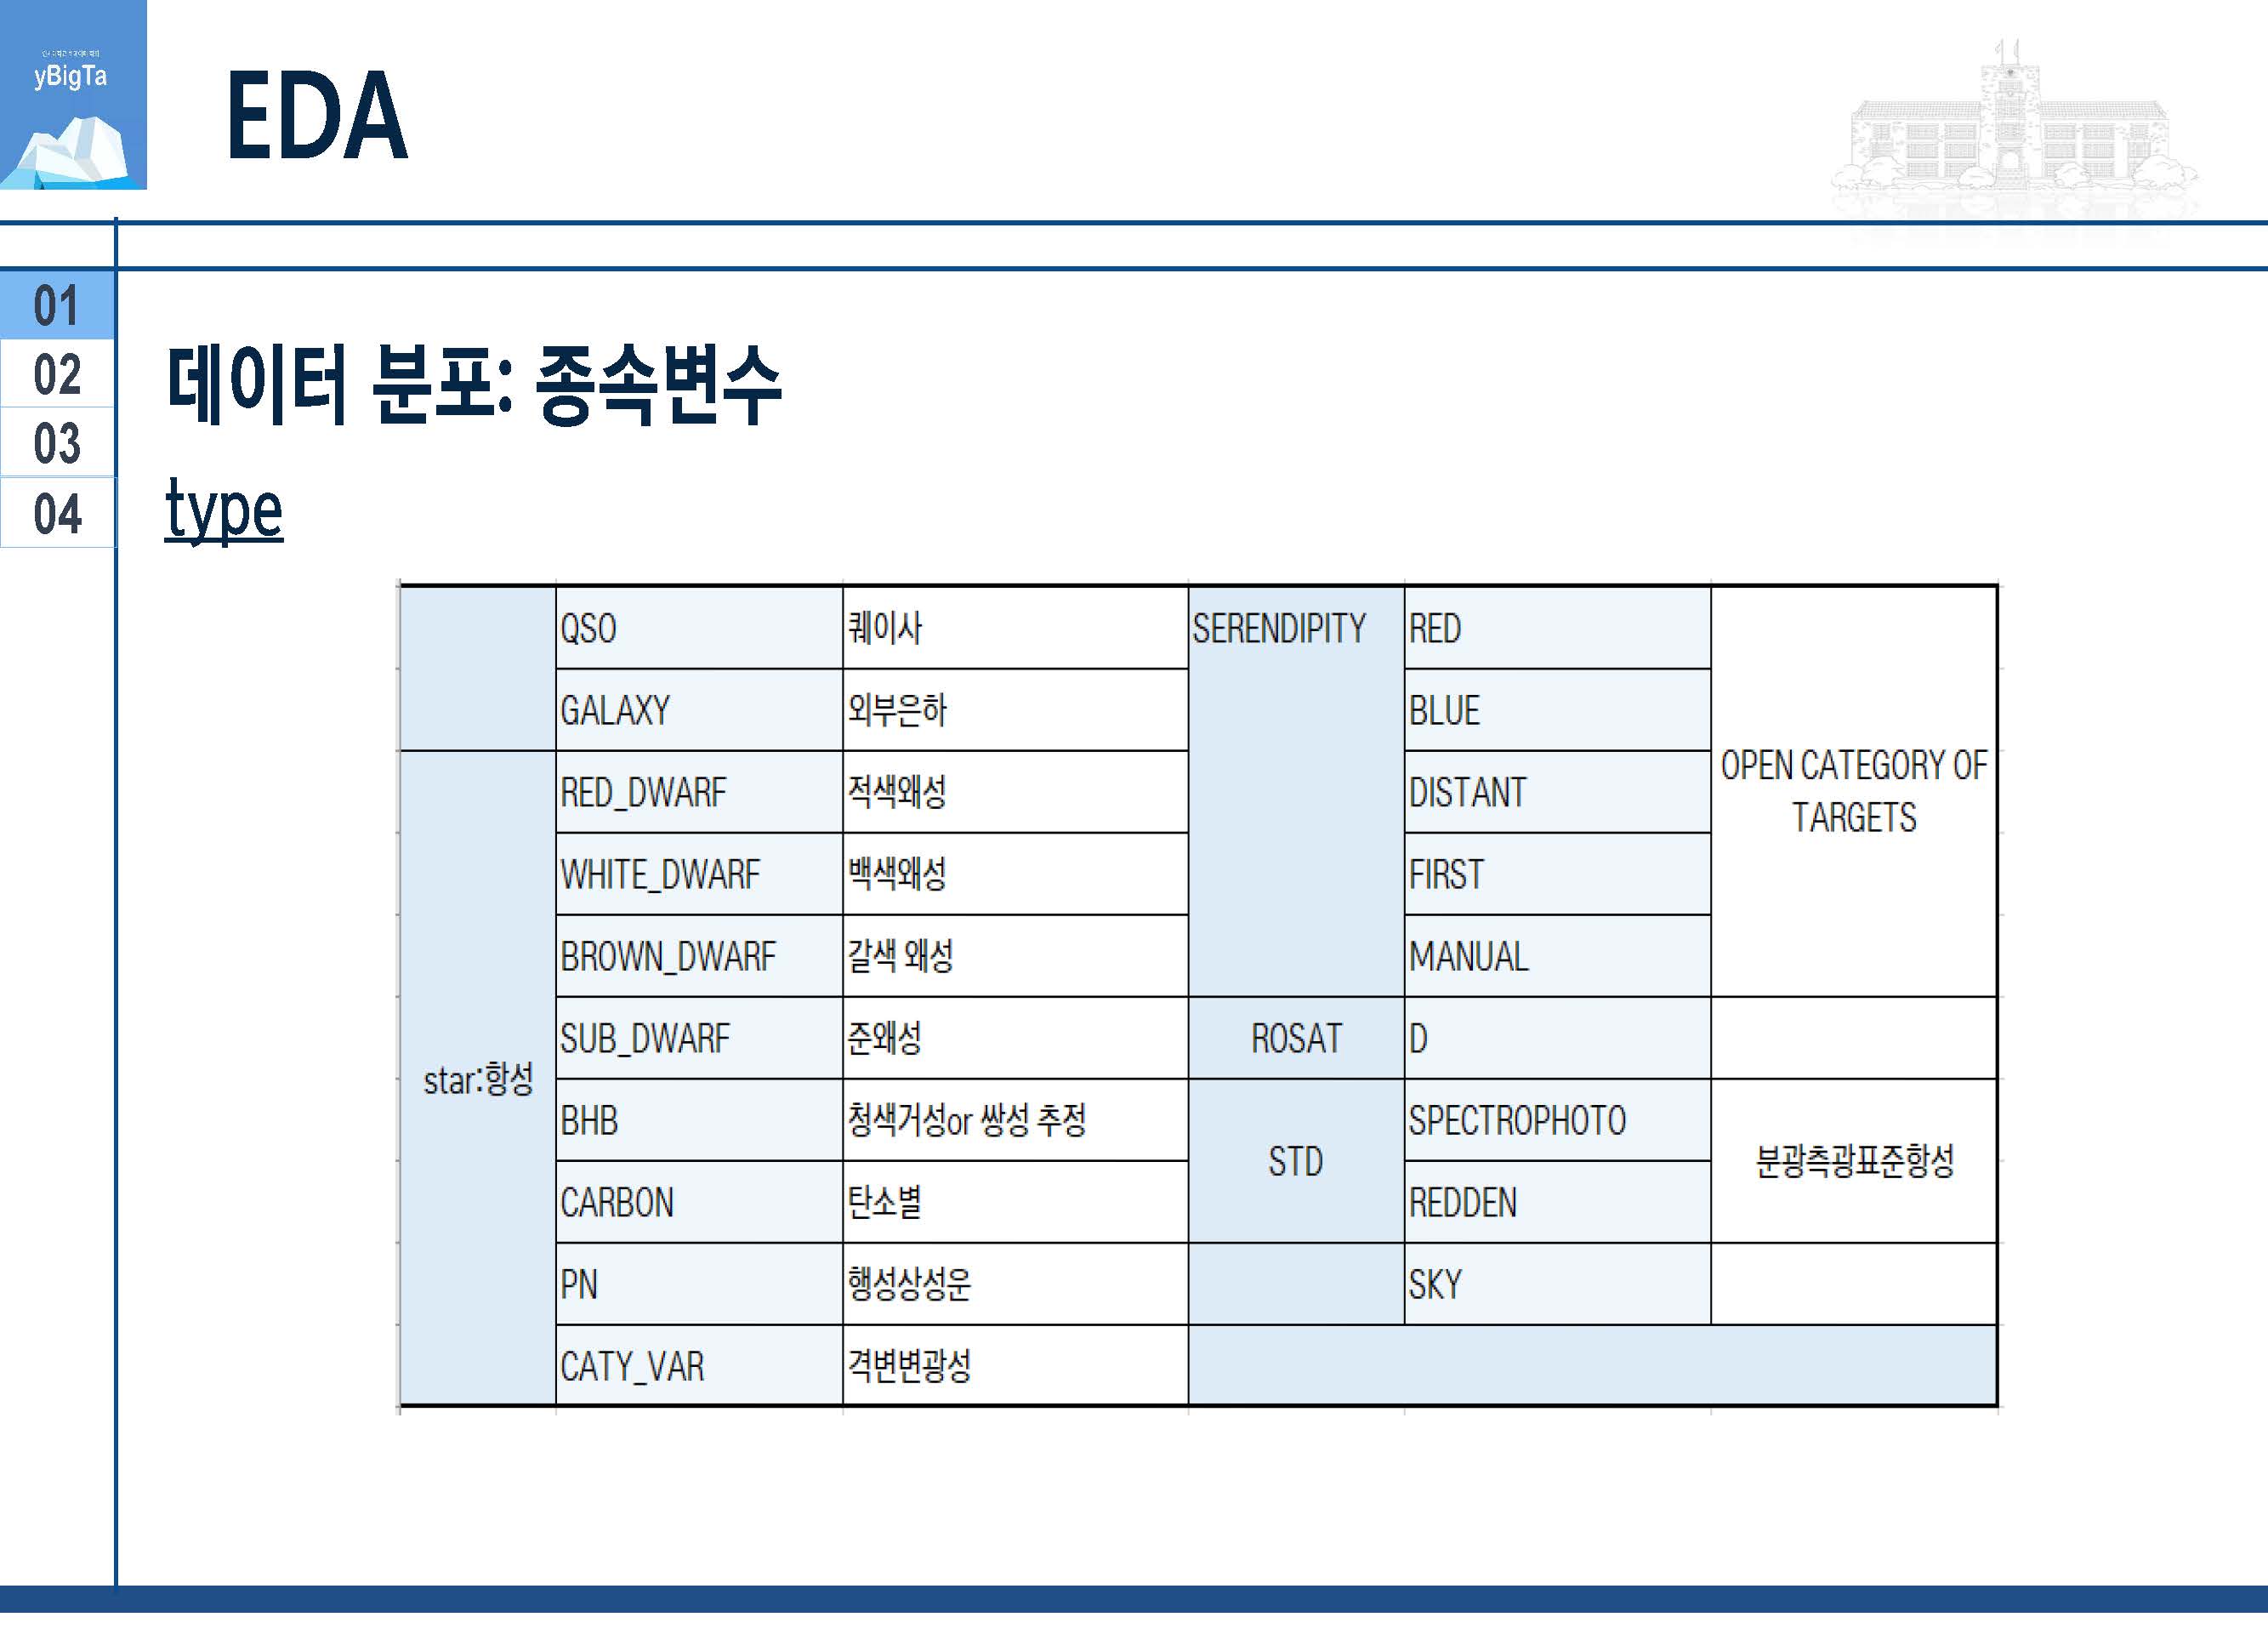 yBigTa
EDA
01
02
03
04
데이터 분포: 종속변수
type
QSO 퀘이사 SERENDIPITY RED
GALAXY 외부은하 BLUE
OPEN CATEGORY OF
TARGETS
RED_DWARF 적색왜성 DISTANT
WHITE_DWARF 백색왜성 FIRST
BROWN_DWARF 갈색 왜성 MANUAL
star:항성
SUB_DWARF 준왜성 ROSAT D
BHB 청색거성or 쌍성 추정 STD SPECTROPHOTO 분광측광표준항성
CARBON 탄소별 REDDEN
PN 행성상성운 SKY
CATY_VAR 격변변광성